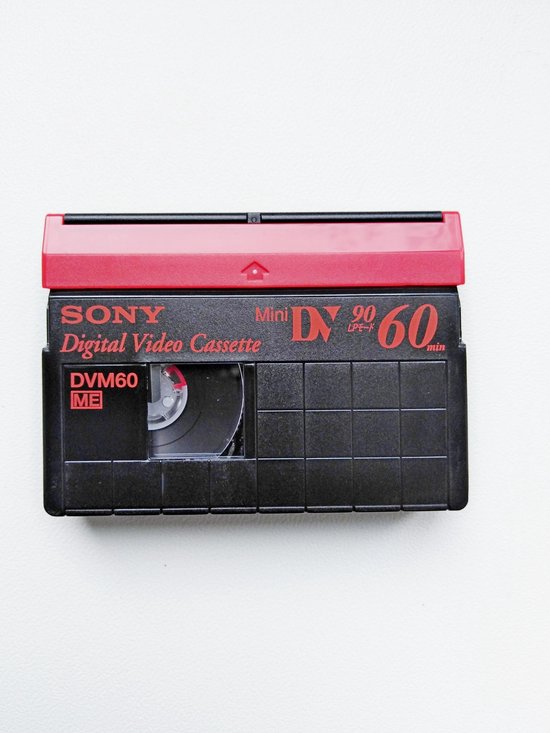 SONY
Digital Video Cassette
Mini DV 90 60
LPモード min
DVM60
ME